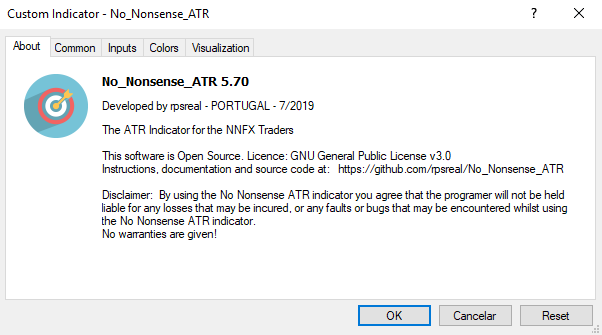 Custom Indicator - No_Nonsense_ATR
? ×
About Common Inputs Colors Visualization
No_Nonsense_ATR 5.70
Developed by rpsreal - PORTUGAL - 7/2019
The ATR Indicator for the NNFX Traders
This software is Open Source. Licence: GNU General Public License v3.0
Instructions, documentation and source code at: https://github.com/rpsreal/No_Nonsense_ATR
Disclaimer: By using the No Nonsense ATR indicator you agree that the programer will not be held
liable for any losses that may be incured, or any faults or bugs that may be encountered whilst using
the No Nonsense ATR indicator.
No warranties are given!
OK Cancelar Reset